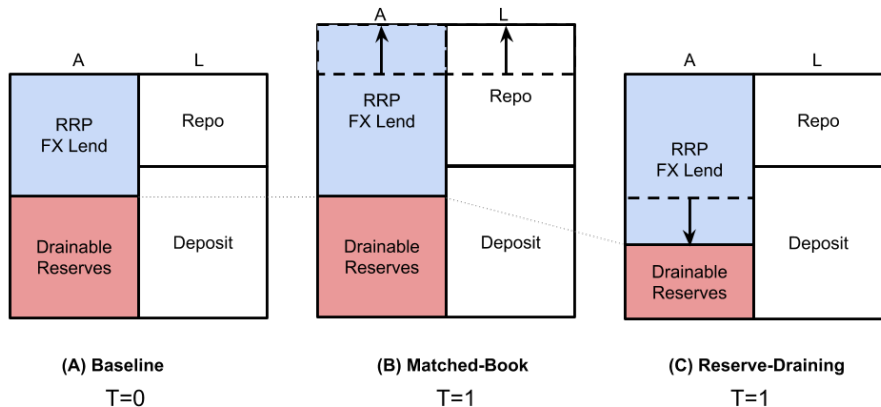 A
L
RRP
FX Lend
Repo
Drainable
Reserves
Deposit
(A) Baseline
T=0
A
L
RRP
FX Lend
Repo
Drainable
Reserves
Deposit
(B) Matched-Book
T=1
A
L
RRP
FX Lend
Repo
Drainable
Reserves
Deposit
(C) Reserve-Draining
T=1